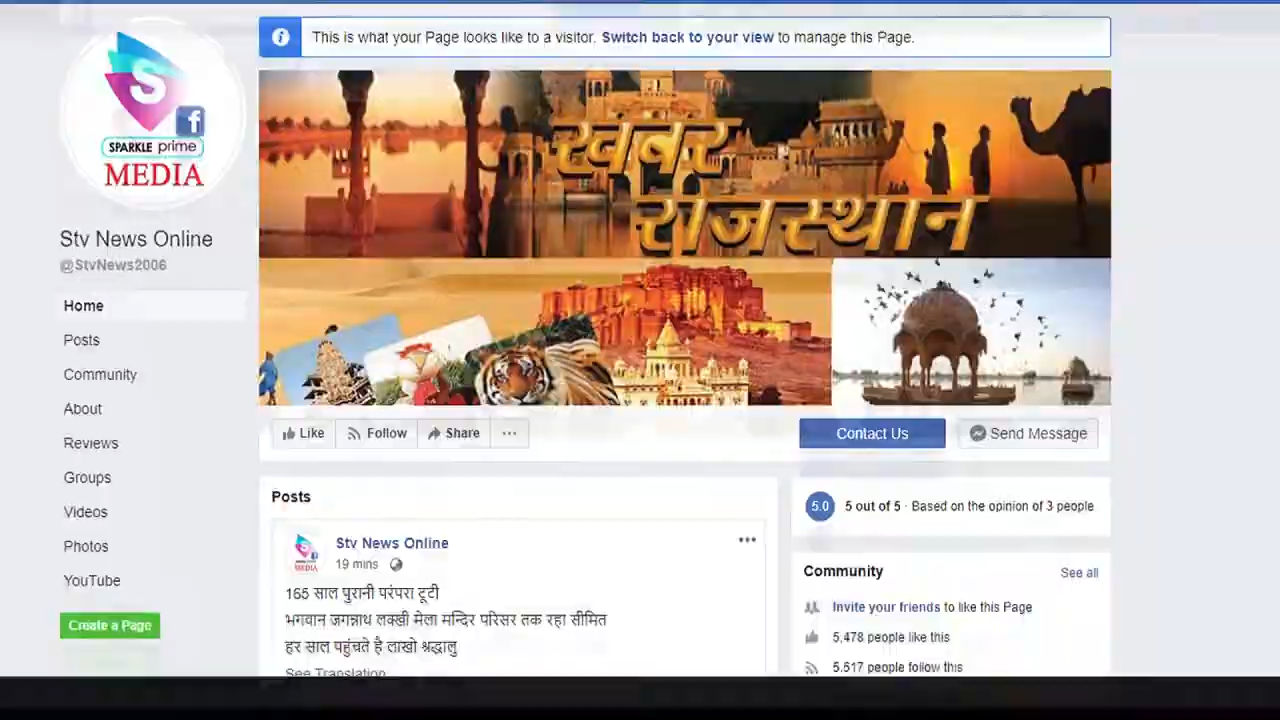 This is what your Page looks like to a visitor. Switch back to your view to manage this Page.
S
f
SPARKLE prime
MEDIA
खबर
राजस्थान
Stv News Online
@StvNews2006
Home
Posts
Community
About
Reviews
Groups
Videos
Photos
YouTube
Create a Page
Like
Follow
Share
Contact Us
Send Message
Posts
Stv News Online
19 mins
165 साल पुरानी परंपरा टूटी
भगवान जगन्नाथ लक्खी मेला मन्दिर परिसर तक रहा सीमित
हर साल पहुंचते है लाखो श्रद्धालु
See Translation
5.0 5 out of 5 · Based on the opinion of 3 people
Community
See all
Invite your friends to like this Page
5,478 people like this
5,517 people follow this